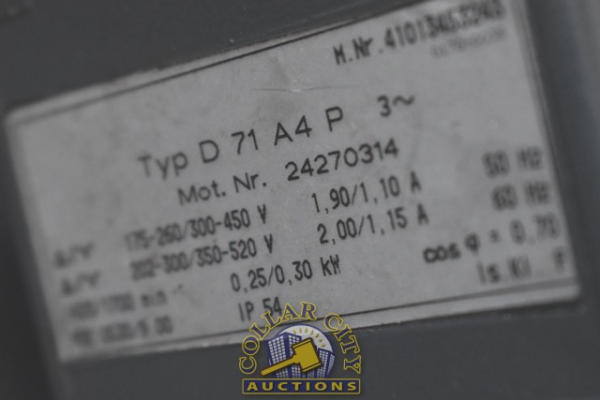 Typ D 71 A4 P 3~
Mot. Nr. 24270314
Δ/Y 175-260/300-450 V 1,90/1,10 A 50 Hz
Δ/Y 202-300/350-520 V 2,00/1,15 A 60 Hz
0,25/0,30 kW cos φ = 0,70
IP 54 Is. Kl. F
COLLAR CITY
AUCTIONS